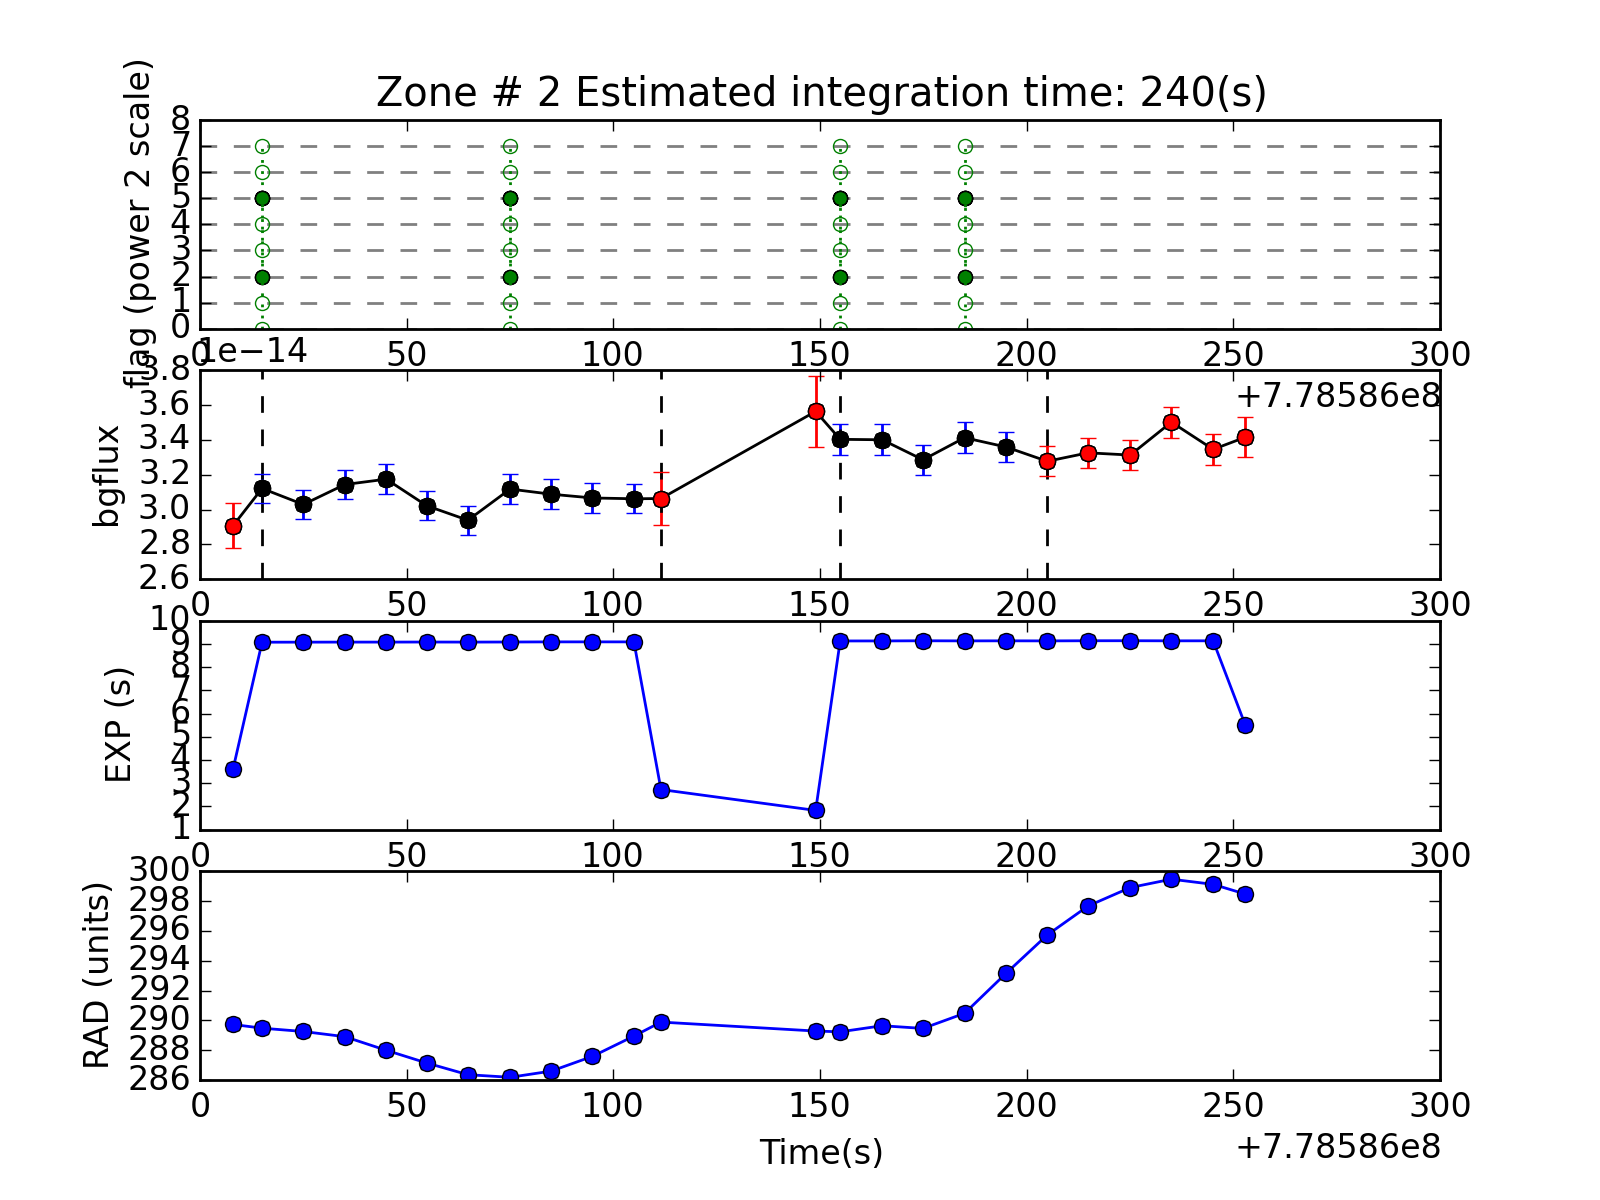 Zone # 2 Estimated integration time: 240(s)
flag (power 2 scale)
8
7
6
5
4
3
2
1
0
0 50 100 150 200 250 300
1e−14
+7.78586e8
bgflux
3.8
3.6
3.4
3.2
3.0
2.8
2.6
0 50 100 150 200 250 300
EXP (s)
10
9
8
7
6
5
4
3
2
1
0 50 100 150 200 250 300
RAD (units)
300
298
296
294
292
290
288
286
0 50 100 150 200 250 300
Time(s)
+7.78586e8